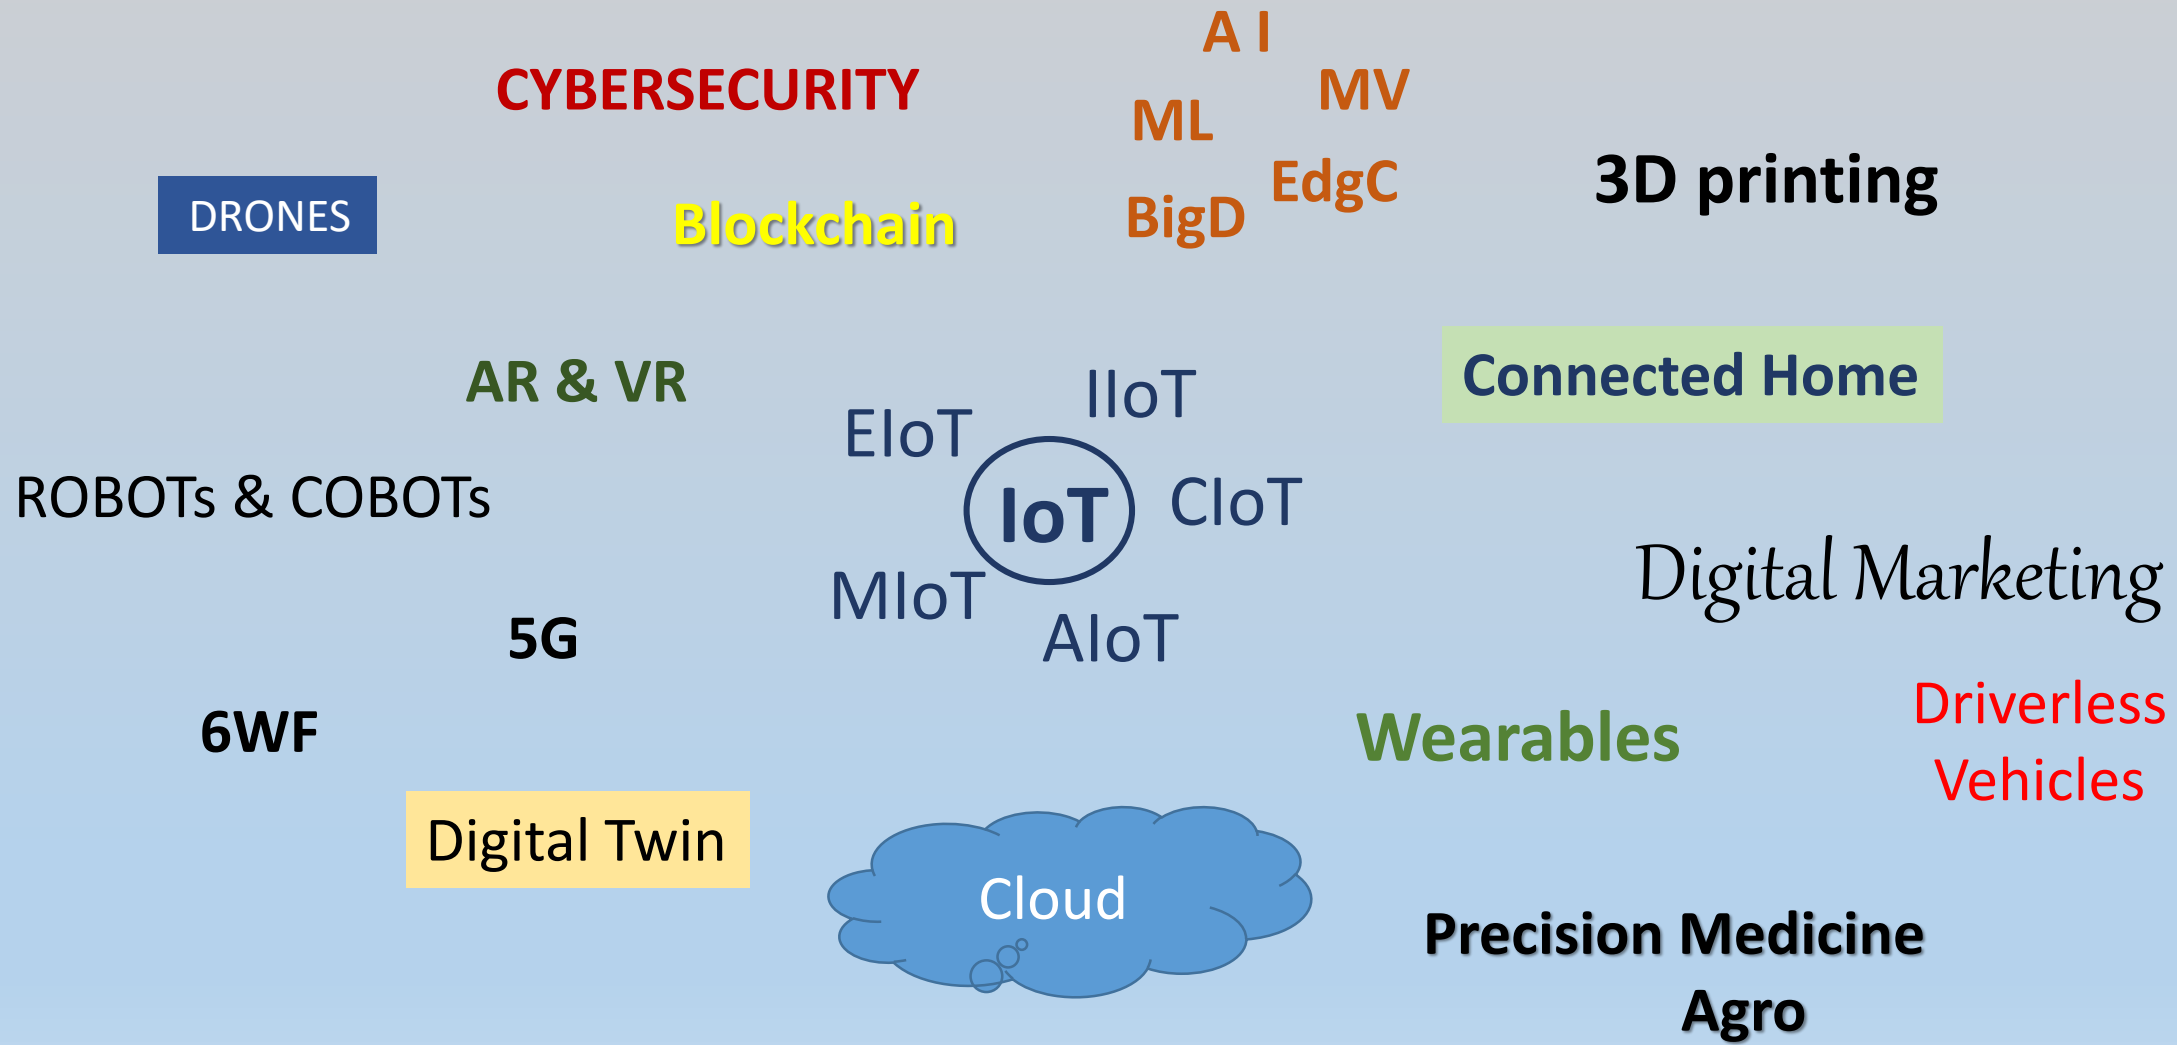 A I
CYBERSECURITY
MV
ML
3D printing
EdgC
DRONES
Blockchain
BigD
AR & VR
IIoT
Connected Home
EIoT
ROBOTs & COBOTs
IoT
CIoT
Digital Marketing
MIoT
5G
AIoT
Driverless
Vehicles
6WF
Wearables
Digital Twin
Cloud
Precision Medicine
Agro